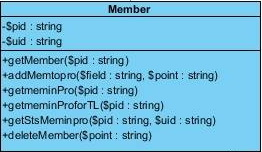 Member
-$pid : string
-$uid : string
+getMember($pid : string)
+addMemtopro($field : string, $point : string)
+getmeminPro($pid : string)
+getmeminProforTL($pid : string)
+getStsMeminpro($pid : string, $uid : string)
+deleteMember($point : string)